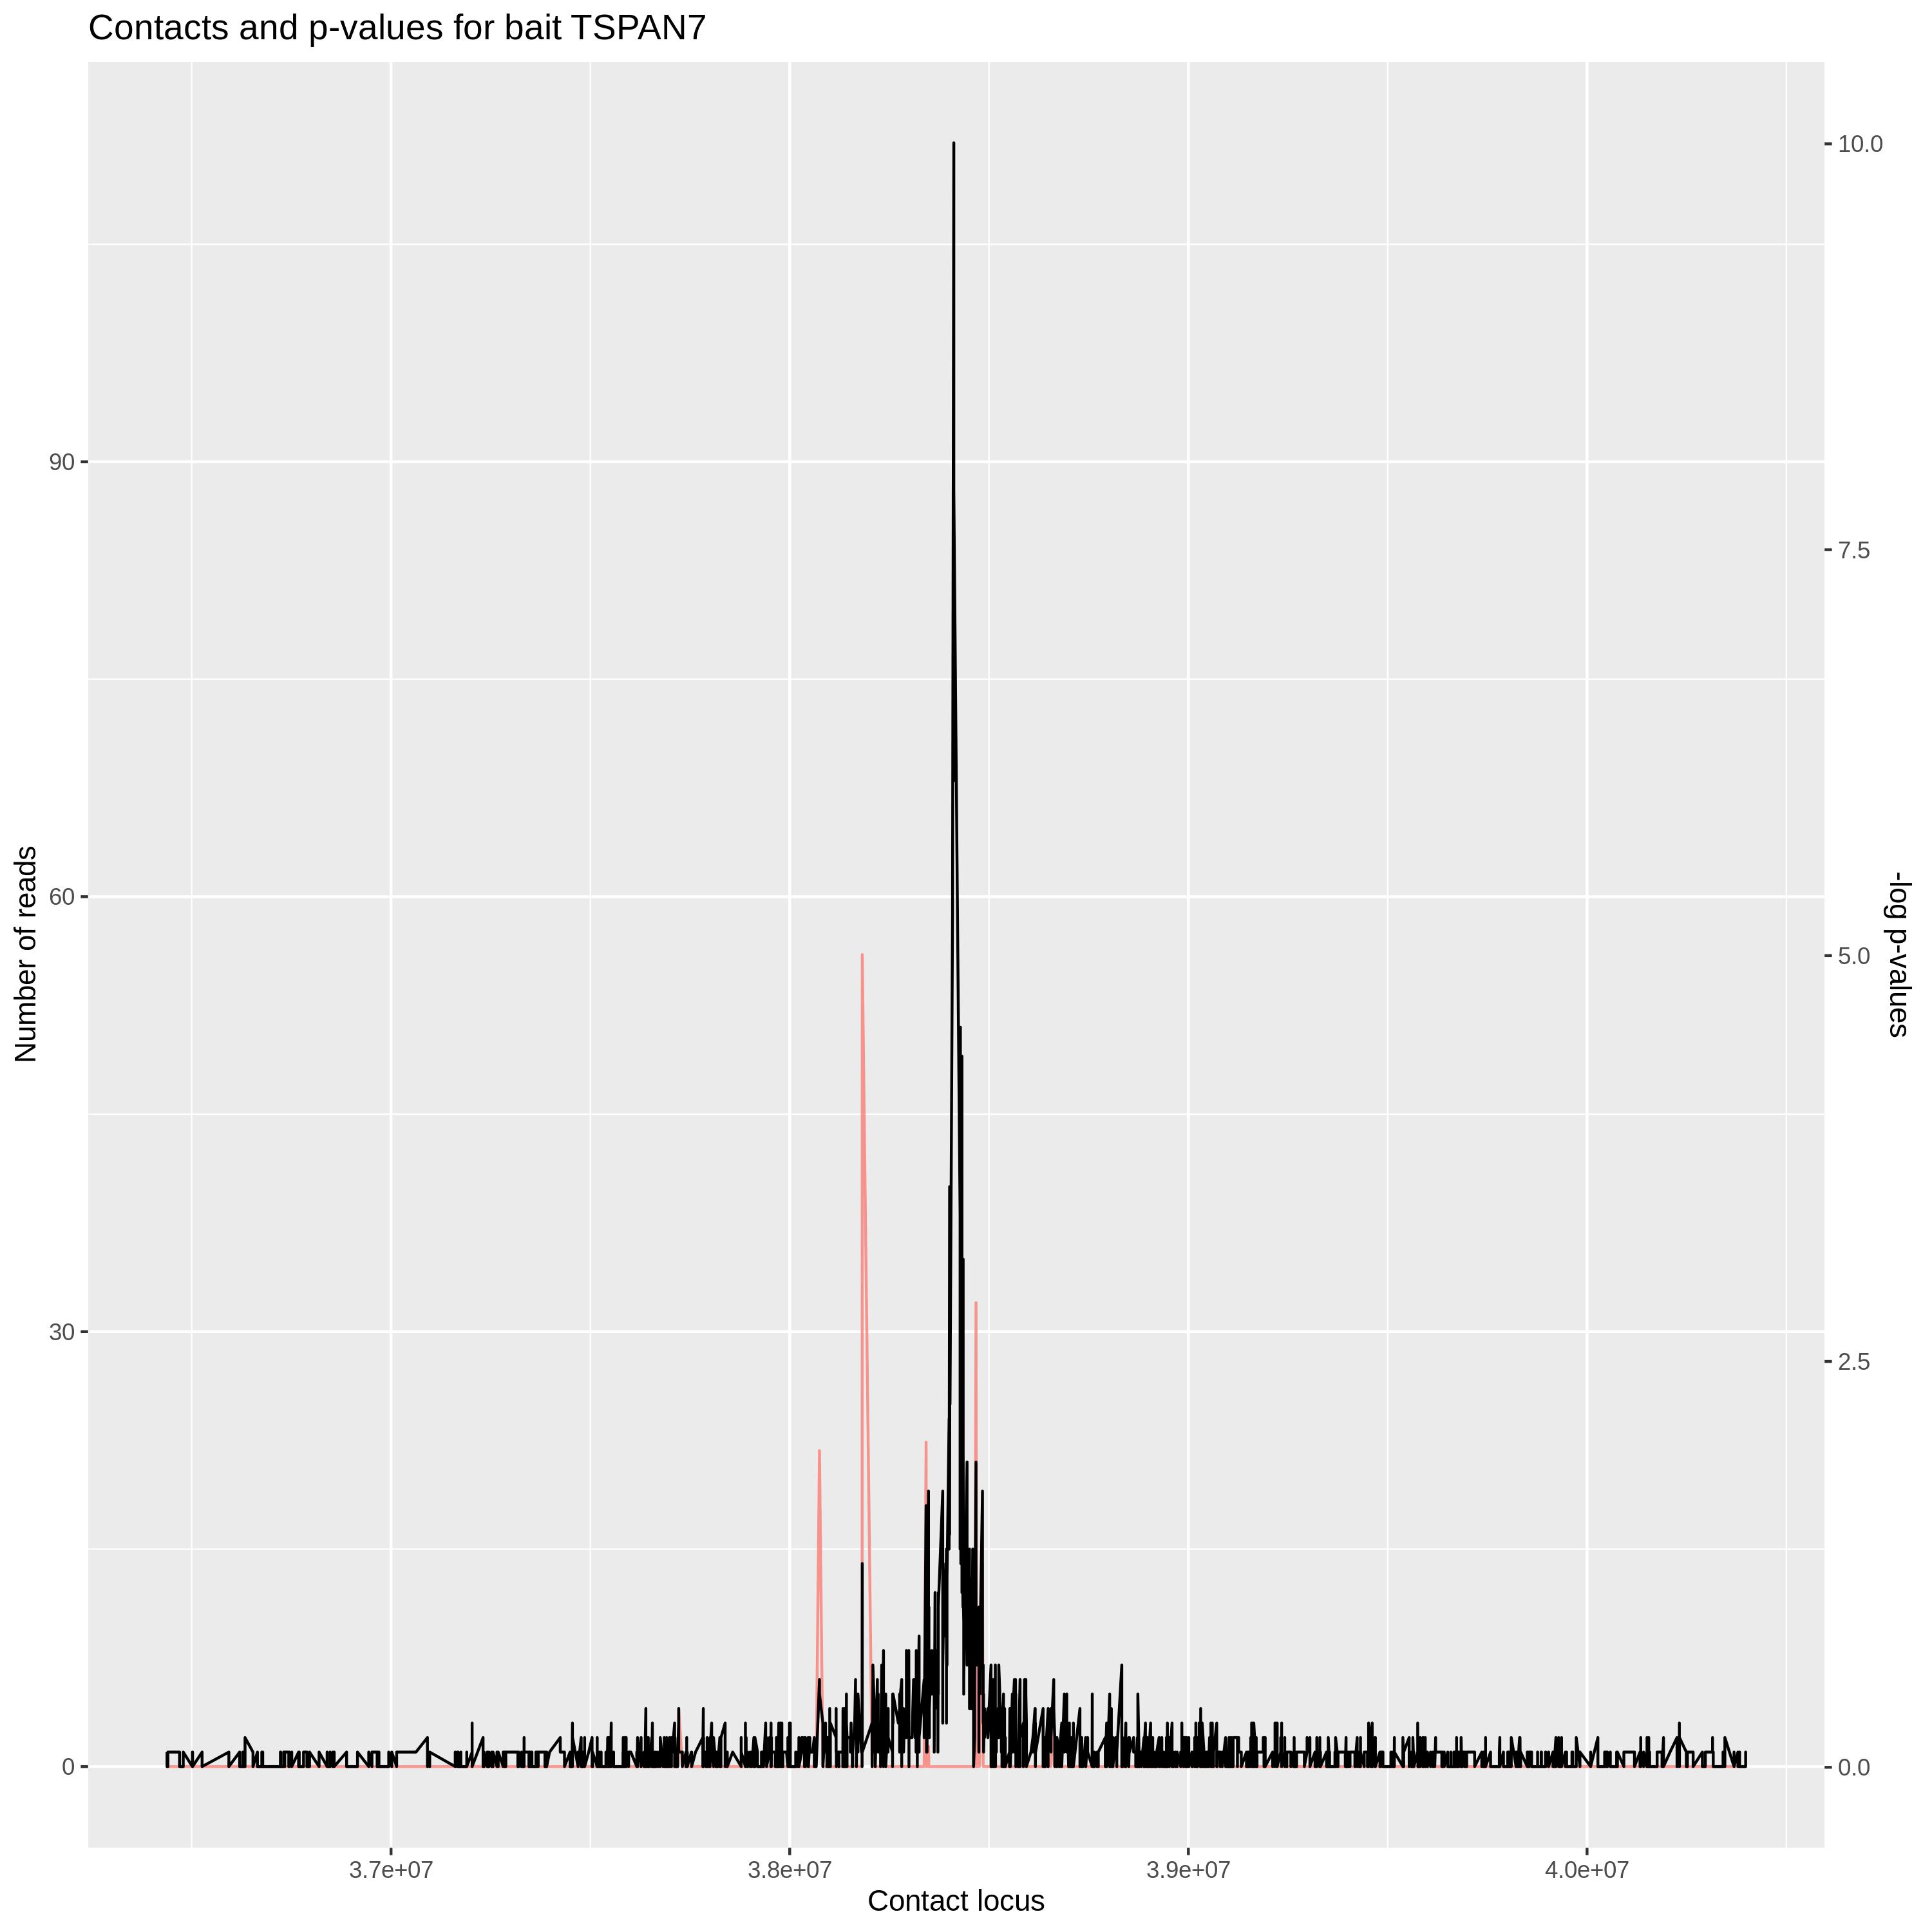 Contacts and p-values for bait TSPAN7
Number of reads
90
60
30
0
10.0
7.5
5.0
2.5
0.0
-log p-values
3.7e+07
3.8e+07
3.9e+07
4.0e+07
Contact locus